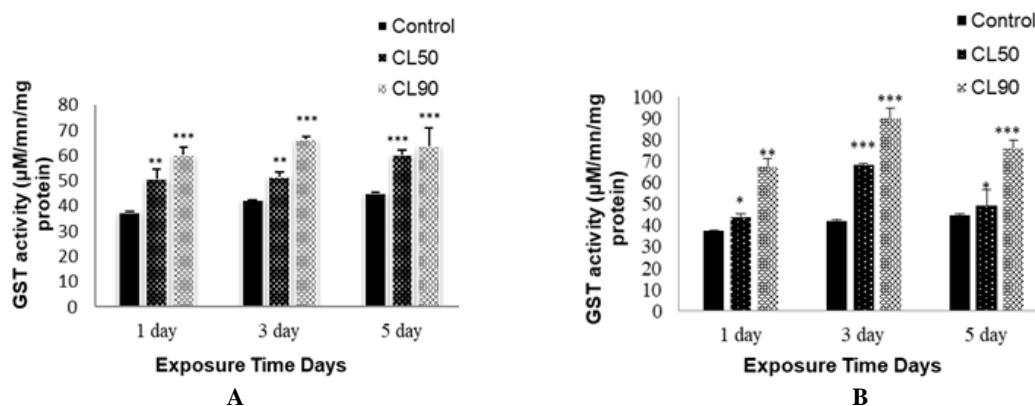 Control
CL50
CL90
GST activity (µM/mn/mg
protein)
80
70
60
50
40
30
20
10
0
**
***
**
***
***
***
1 day
3 day
5 day
Exposure Time Days
A
Control
CL50
CL90
GST activity (µM/mn/mg
protein)
100
90
80
70
60
50
40
30
20
10
0
*
**
***
***
*
***
1 day
3 day
5 day
Exposure Time Days
B